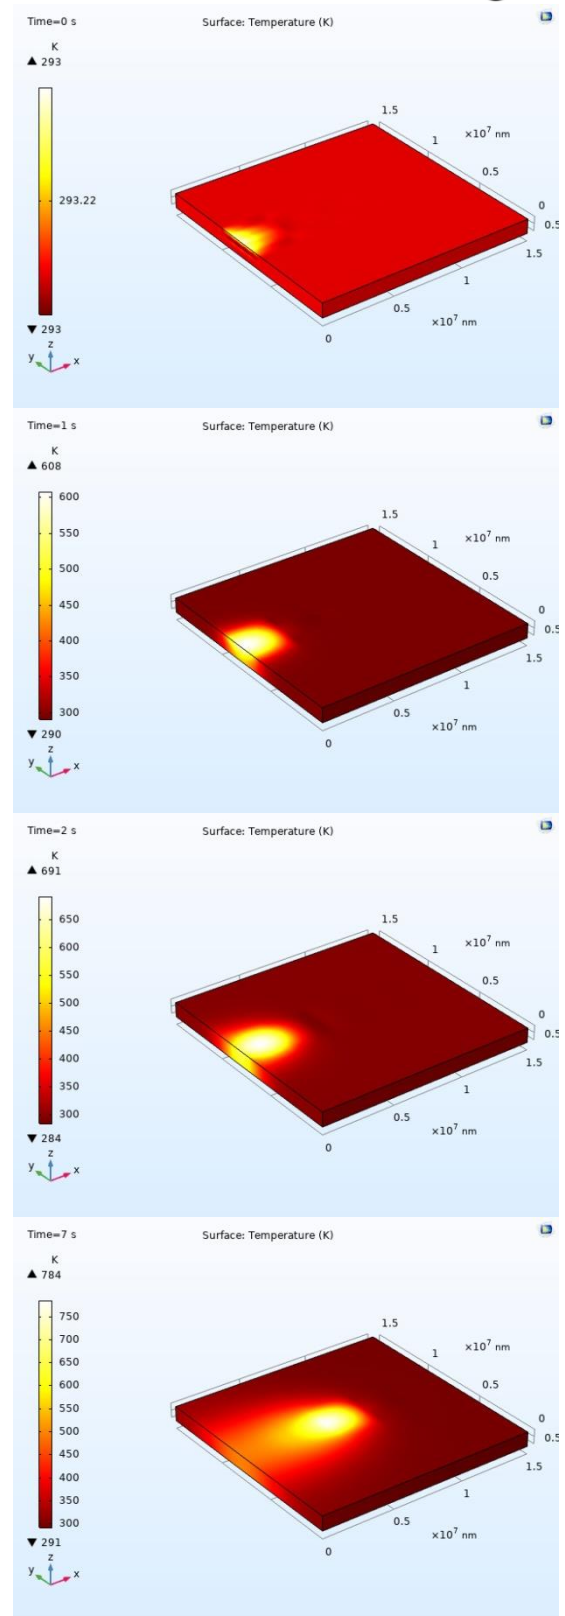 Time=0 s Surface: Temperature (K)
K
▲ 293
293.22
▼ 293
1.5
1 ×10⁷ nm
0.5
0
0.5
1.5
1
0.5
×10⁷ nm
0
z
y x
Time=1 s Surface: Temperature (K)
K
▲ 608
600
550
500
450
400
350
300
▼ 290
1.5
1 ×10⁷ nm
0.5
0
0.5
1.5
1
0.5
×10⁷ nm
0
z
y x
Time=2 s Surface: Temperature (K)
K
▲ 691
650
600
550
500
450
400
350
300
▼ 284
1.5
1 ×10⁷ nm
0.5
0
0.5
1.5
1
0.5
×10⁷ nm
0
z
y x
Time=7 s Surface: Temperature (K)
K
▲ 784
750
700
650
600
550
500
450
400
350
300
▼ 291
1.5
1 ×10⁷ nm
0.5
0
0.5
1.5
1
0.5
×10⁷ nm
0
z
y x